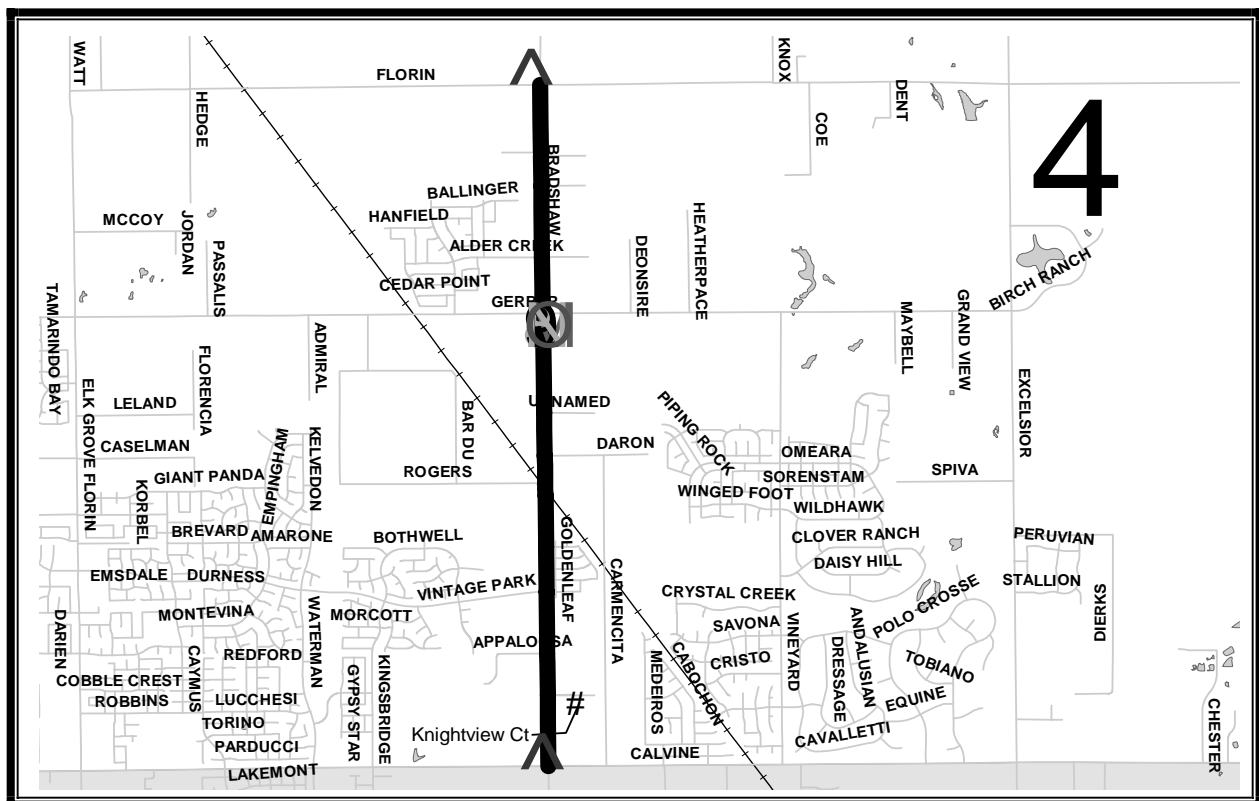 WATT
FLORIN
KNOX
HEDGE
DENT
COE
4
BRADSHAW
BALLINGER
HANFIELD
MCCOY
JORDAN
PASSALIS
ALDER CREEK
DEONSIRE
HEATHERPACE
CEDAR POINT
BIRCH RANCH
TAMARINDO BAY
GERBER
MAYBELL
GRAND VIEW
ADMIRAL
FLORENCIA
EXCELSIOR
ELK GROVE FLORIN
LELAND
BAR DU
UNNAMED
PIPING ROCK
CASELMAN
EMPINGHAM
KELVEDON
DARON
OMEARA
GIANT PANDA
ROGERS
SORENSTAM
SPIVA
KORBEL
WINGED FOOT
WILDHAWK
BREVARD
AMARONE
BOTHWELL
GOLDENLEAF
CLOVER RANCH
PERUVIAN
DAISY HILL
EMSDALE
DURNESS
VINTAGE PARK
CARMENCITA
CRYSTAL CREEK
POLO CROSSE
STALLION
DIERKS
DARIEN
MONTEVINA
WATERMAN
MORCOTT
SAVONA
VINEYARD
ANDALUSIAN
APPALOOSA
REDFORD
CAYMUS
CRISTO
DRESSAGE
TOBIANO
COBBLE CREST
GYPSY STAR
KINGSBRIDGE
MEDEIROS
CABOCHON
ROBBINS
LUCCHESI
EQUINE
#
TORINO
CHESTER
Knightview Ct
CAVALLETTI
PARDUCCI
CALVINE
LAKEMONT